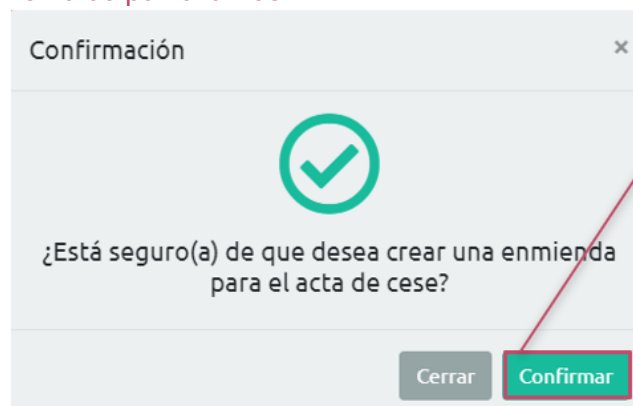 Confirmación ×
¿Está seguro(a) de que desea crear una enmienda
para el acta de cese?
Cerrar Confirmar